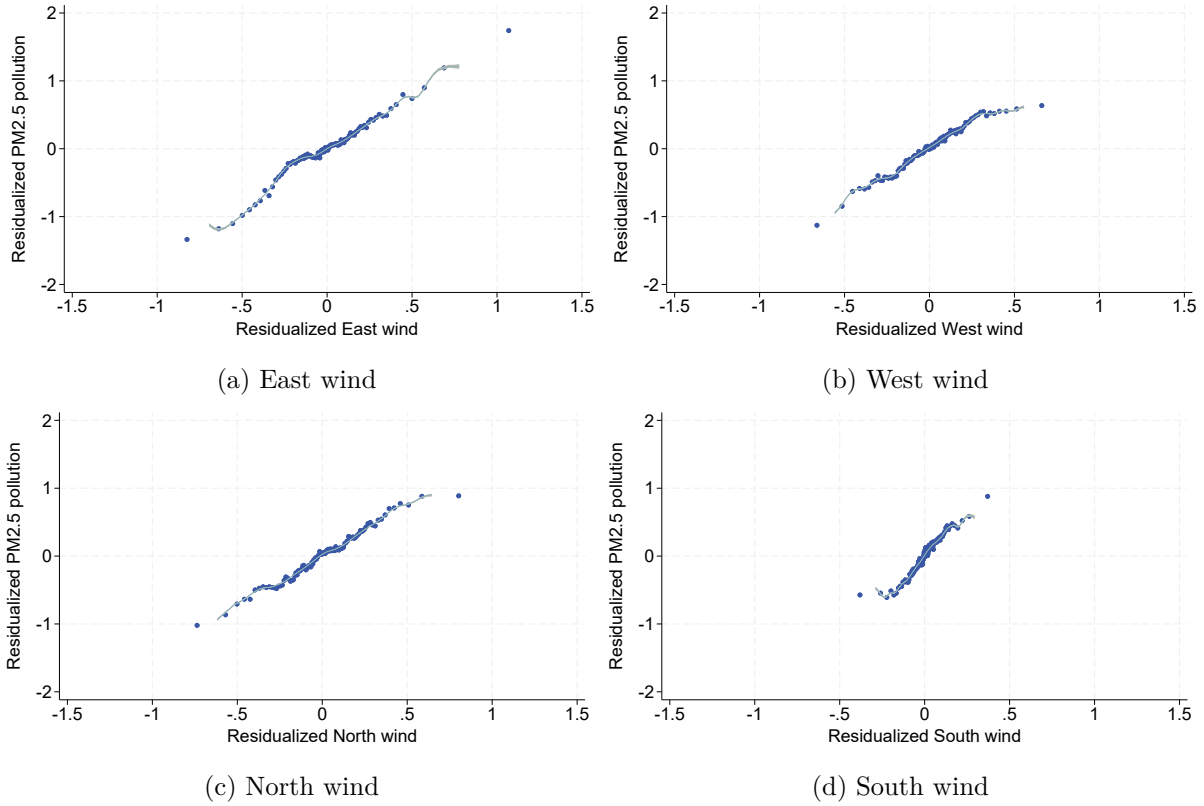 2
1
0
-1
-2
Residualized PM2.5 pollution
-1.5 -1 -.5 0 .5 1 1.5
Residualized East wind
(a) East wind
2
1
0
-1
-2
Residualized PM2.5 pollution
-1.5 -1 -.5 0 .5 1 1.5
Residualized West wind
(b) West wind
2
1
0
-1
-2
Residualized PM2.5 pollution
-1.5 -1 -.5 0 .5 1 1.5
Residualized North wind
(c) North wind
2
1
0
-1
-2
Residualized PM2.5 pollution
-1.5 -1 -.5 0 .5 1 1.5
Residualized South wind
(d) South wind